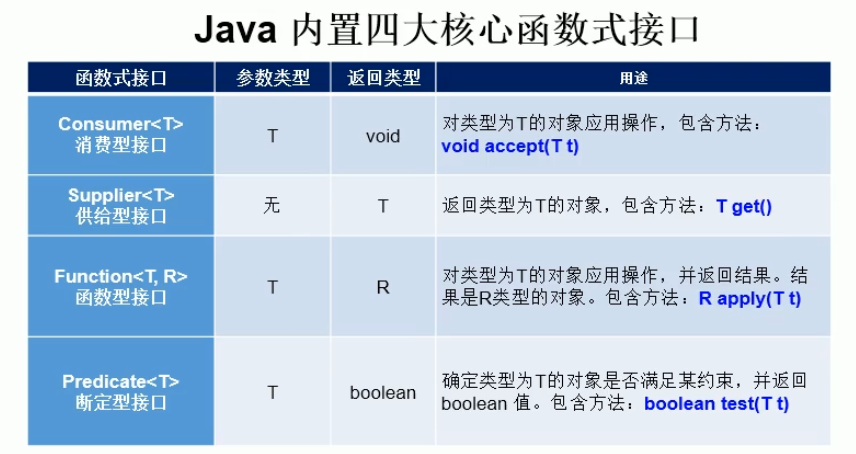 Java 内置四大核心函数式接口
函数式接口 参数类型 返回类型 用途
Consumer<T>
消费型接口
T
void
对类型为T的对象应用操作，包含方法：
void accept(T t)
Supplier<T>
供给型接口
无
T
返回类型为T的对象，包含方法：T get()
Function<T, R>
函数型接口
T
R
对类型为T的对象应用操作，并返回结果。结
果是R类型的对象。包含方法：R apply(T t)
Predicate<T>
断定型接口
T
boolean
确定类型为T的对象是否满足某约束，并返回
boolean 值。包含方法：boolean test(T t)